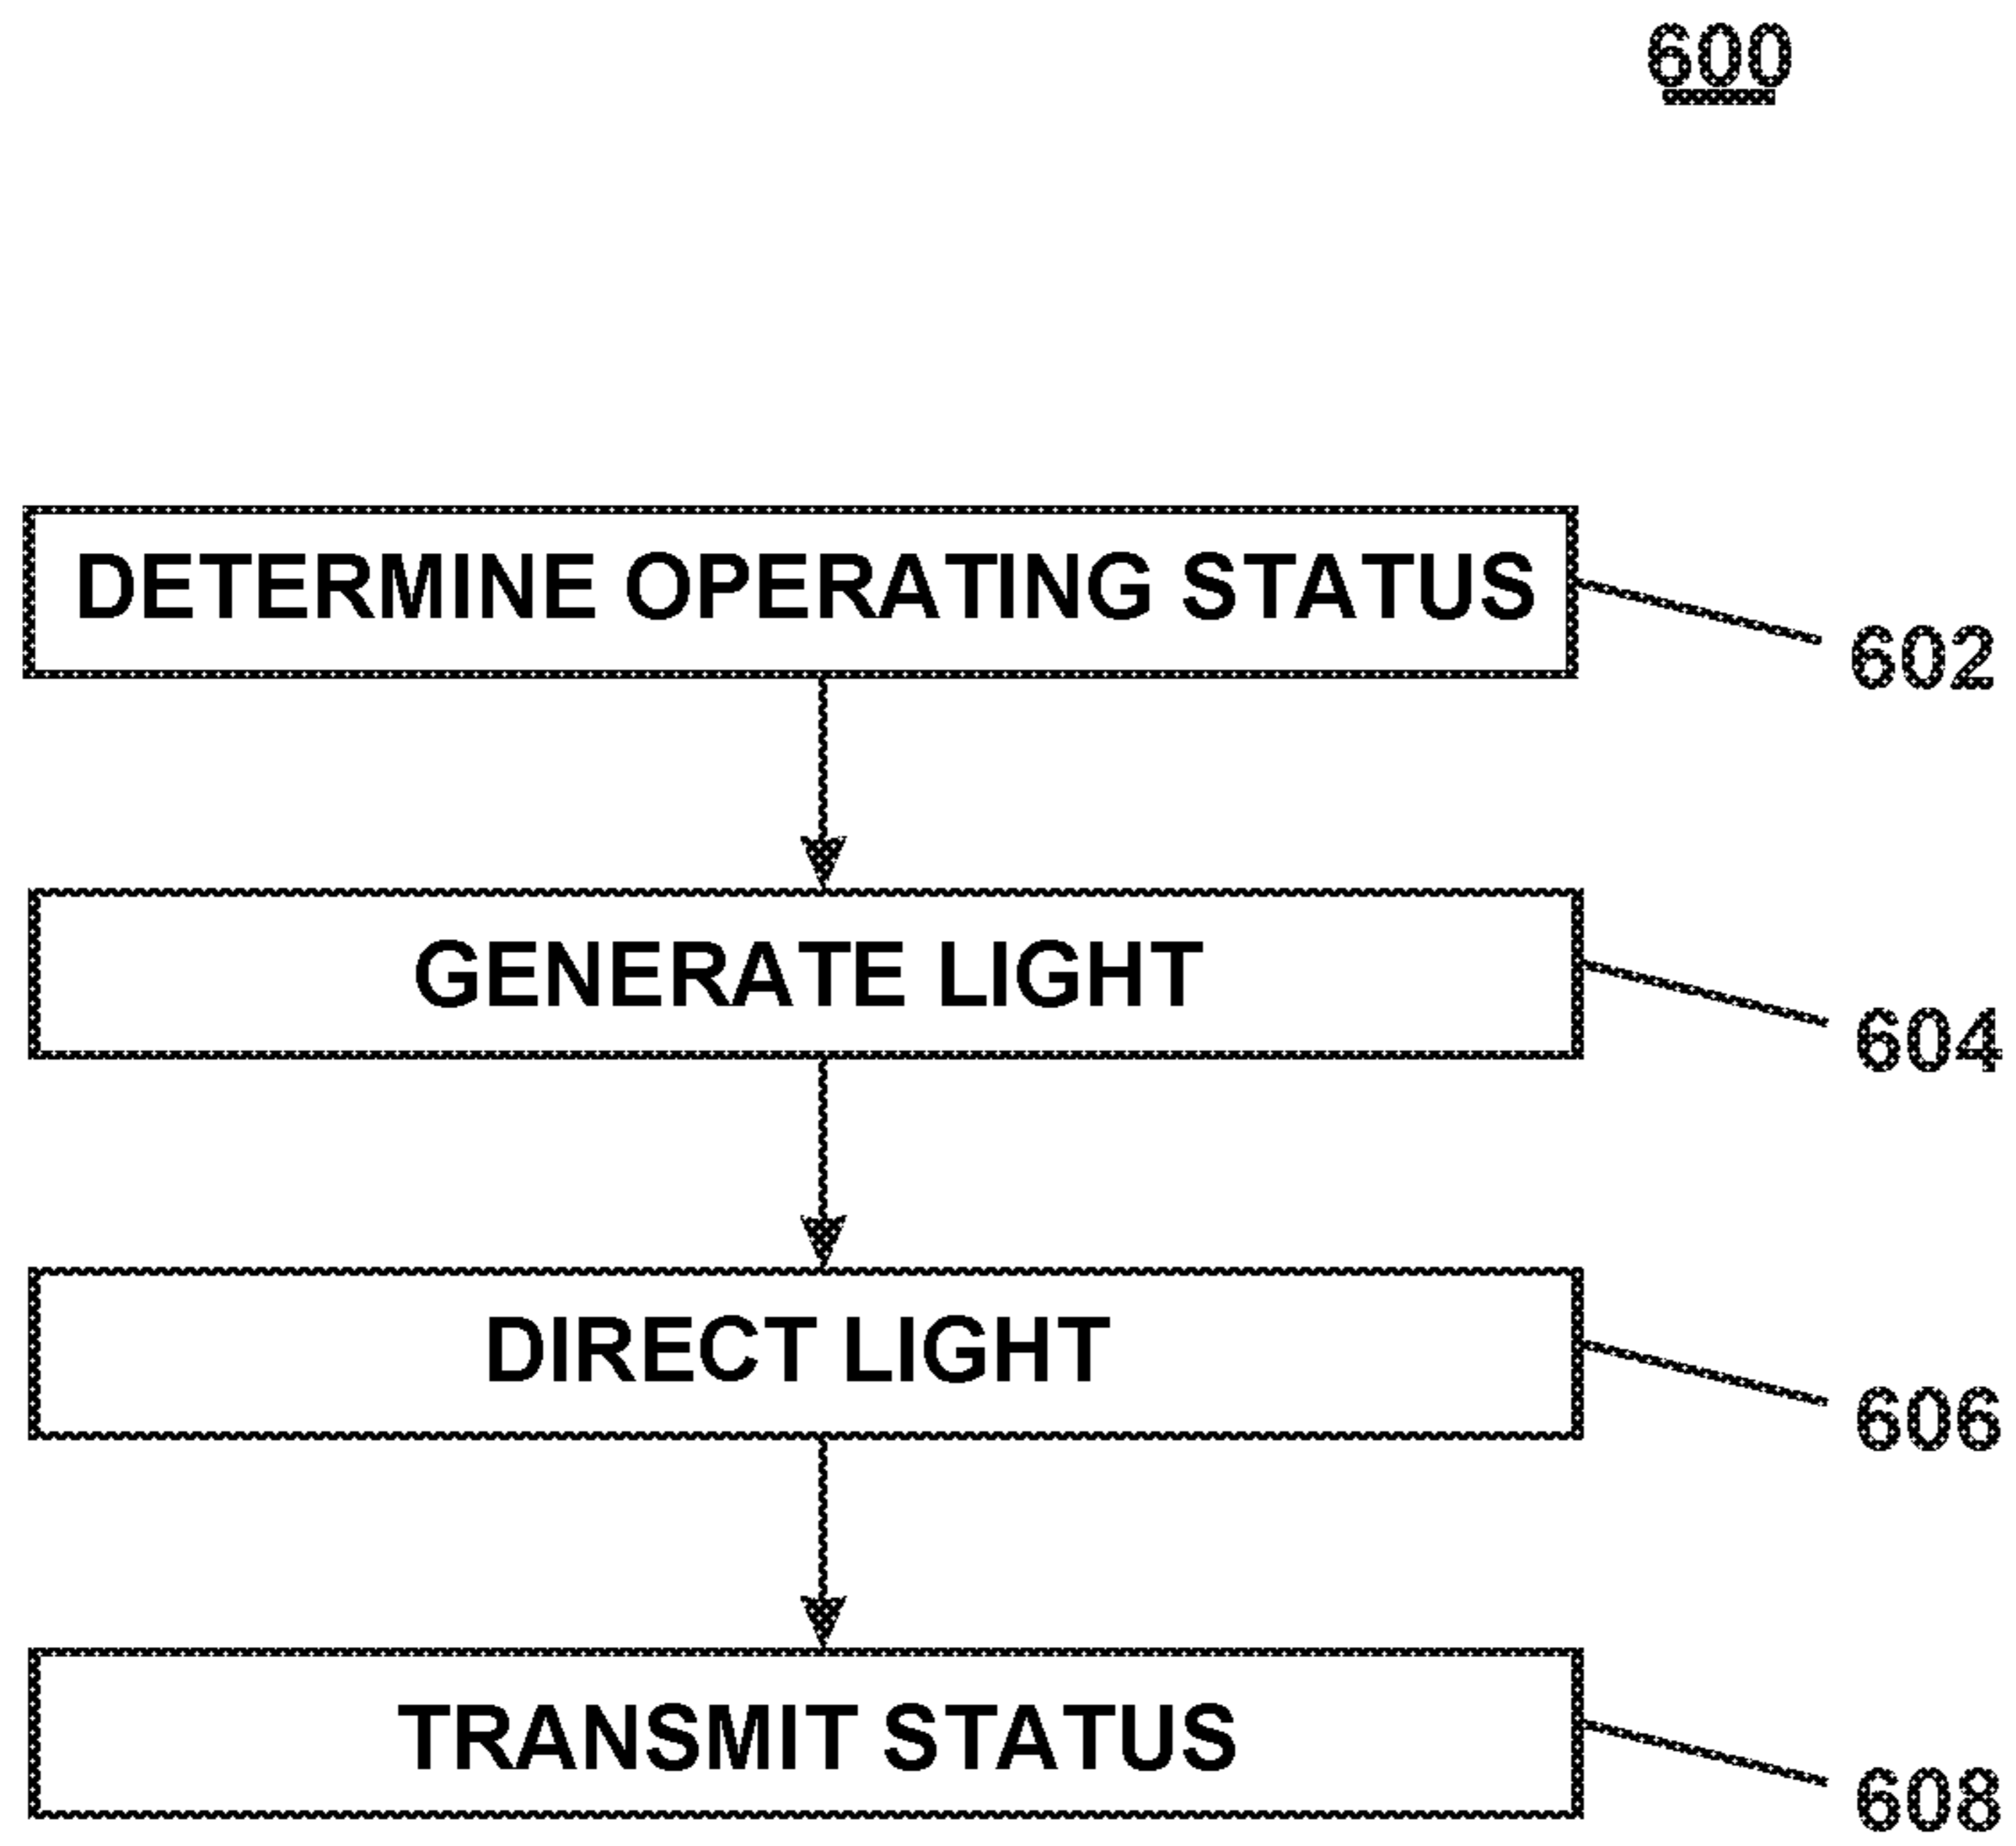 600
DETERMINE OPERATING STATUS
602
GENERATE LIGHT
604
DIRECT LIGHT
606
TRANSMIT STATUS
608